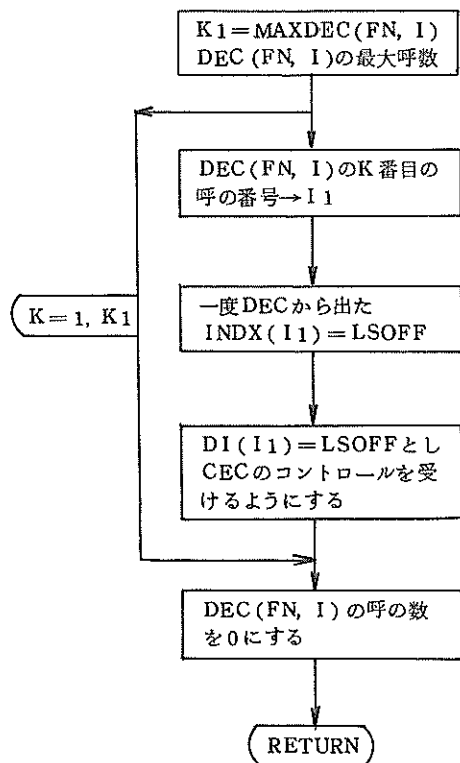 K1=MAXDEC(FN, I)
DEC(FN, I)の最大呼数
DEC(FN, I)のK番目の
呼の番号→I1
K=1, K1
一度DECから出た
INDX(I1)=LSOFF
DI(I1)=LSOFFとし
CECのコントロールを受
けるようにする
DEC(FN, I)の呼の数
を0にする
RETURN